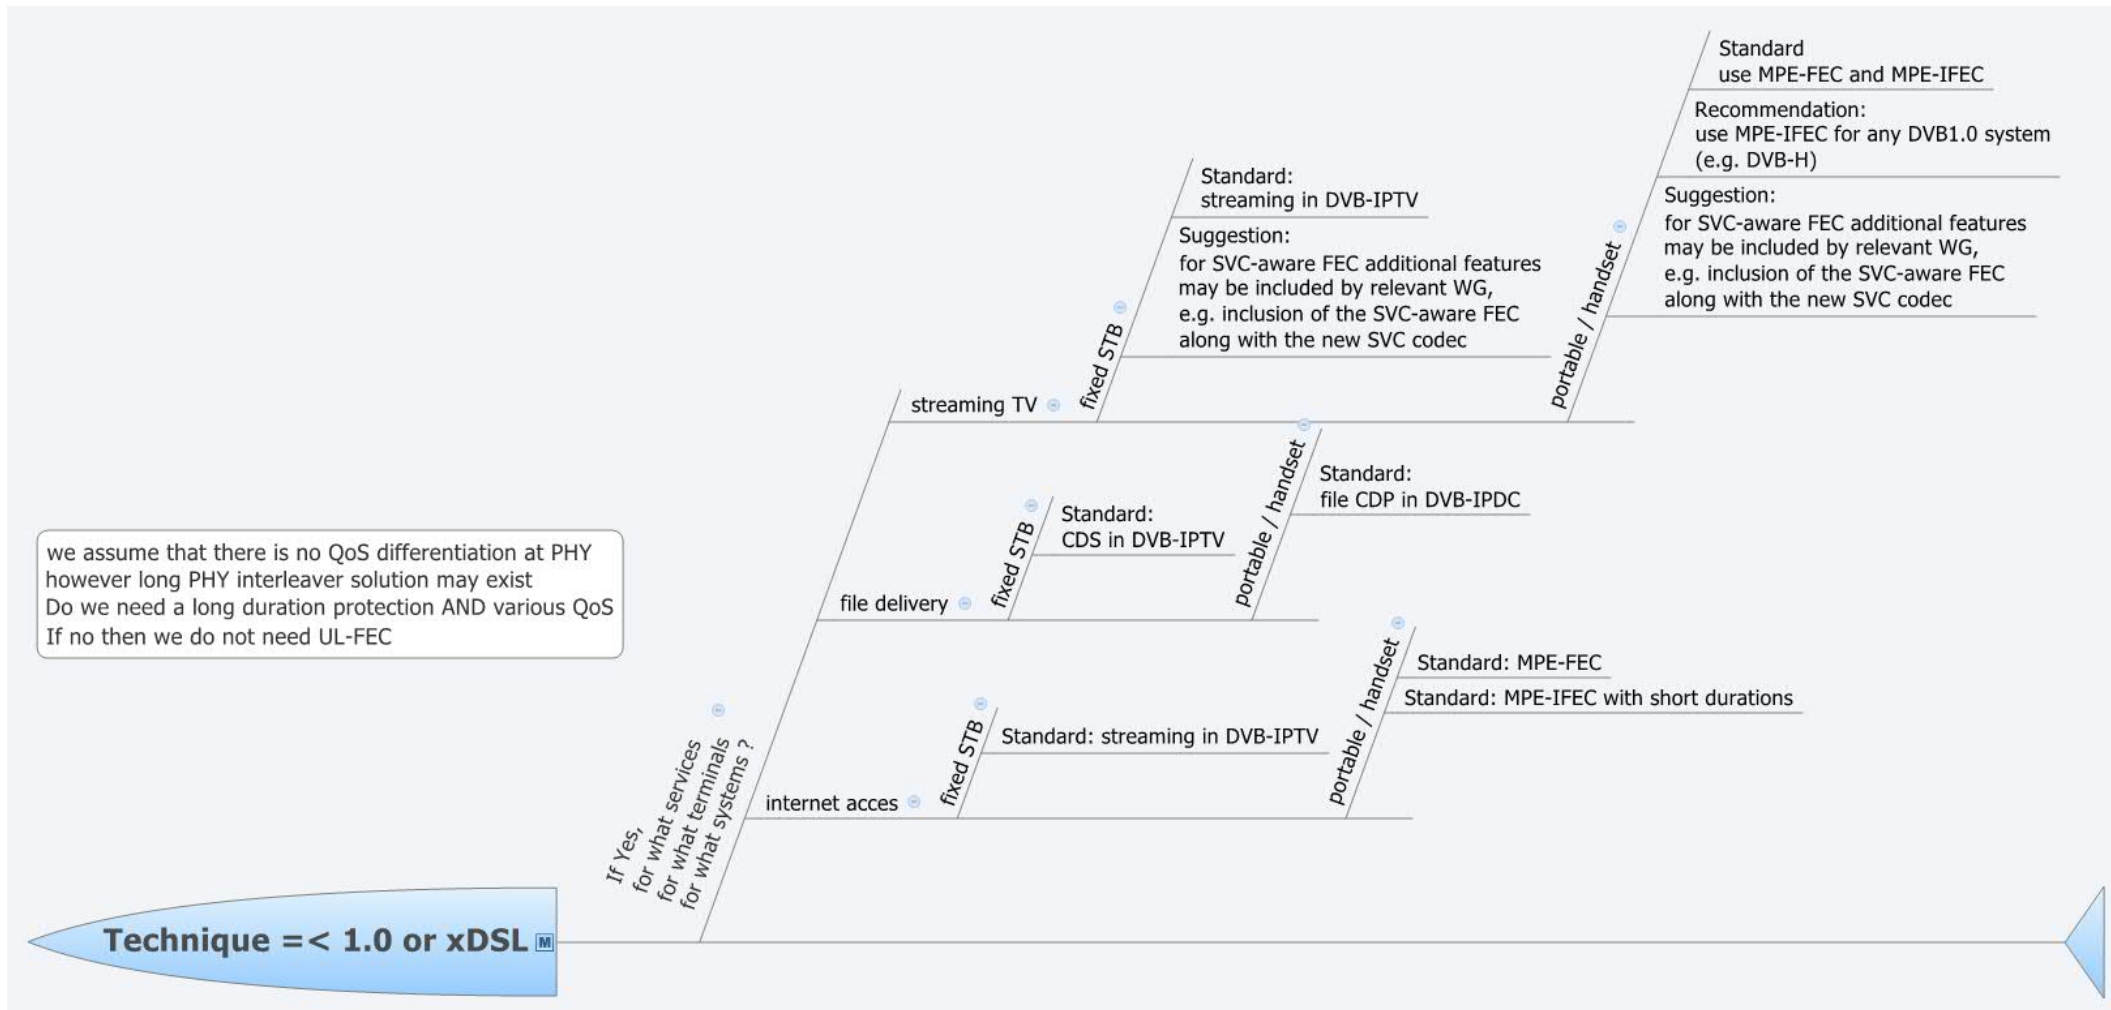 Standard
use MPE-FEC and MPE-IFEC
Recommendation:
use MPE-IFEC for any DVB1.0 system
(e.g. DVB-H)
Suggestion:
for SVC-aware FEC additional features
may be included by relevant WG,
e.g. inclusion of the SVC-aware FEC
along with the new SVC codec
portable / handset
Standard:
streaming in DVB-IPTV
Suggestion:
for SVC-aware FEC additional features
may be included by relevant WG,
e.g. inclusion of the SVC-aware FEC
along with the new SVC codec
fixed STB
streaming TV
portable / handset
Standard:
file CDP in DVB-IPDC
fixed STB
Standard:
CDS in DVB-IPTV
file delivery
we assume that there is no QoS differentiation at PHY
however long PHY interleaver solution may exist
Do we need a long duration protection AND various QoS
If no then we do not need UL-FEC
portable / handset
Standard: MPE-FEC
Standard: MPE-IFEC with short durations
fixed STB
Standard: streaming in DVB-IPTV
internet acces
If Yes,
for what services
for what terminals
for what systems ?
Technique =< 1.0 or xDSL
M